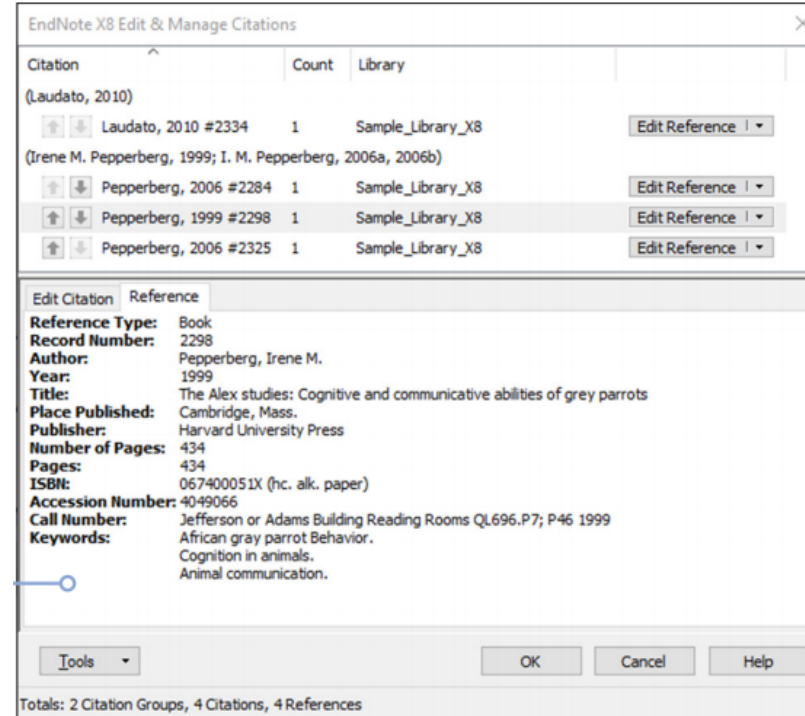 EndNote X8 Edit & Manage Citations
Citation Count Library
(Laudato, 2010)
Laudato, 2010 #2334 1 Sample_Library_X8 Edit Reference
(Irene M. Pepperberg, 1999; I. M. Pepperberg, 2006a, 2006b)
Pepperberg, 2006 #2284 1 Sample_Library_X8 Edit Reference
Pepperberg, 1999 #2298 1 Sample_Library_X8 Edit Reference
Pepperberg, 2006 #2325 1 Sample_Library_X8 Edit Reference
Edit Citation Reference
Reference Type: Book
Record Number: 2298
Author: Pepperberg, Irene M.
Year: 1999
Title: The Alex studies: Cognitive and communicative abilities of grey parrots
Place Published: Cambridge, Mass.
Publisher: Harvard University Press
Number of Pages: 434
Pages: 434
ISBN: 067400051X (hc. alk. paper)
Accession Number: 4049066
Call Number: Jefferson or Adams Building Reading Rooms QL696.P7; P46 1999
Keywords: African gray parrot Behavior.
Cognition in animals.
Animal communication.
Tools OK Cancel Help
Totals: 2 Citation Groups, 4 Citations, 4 References